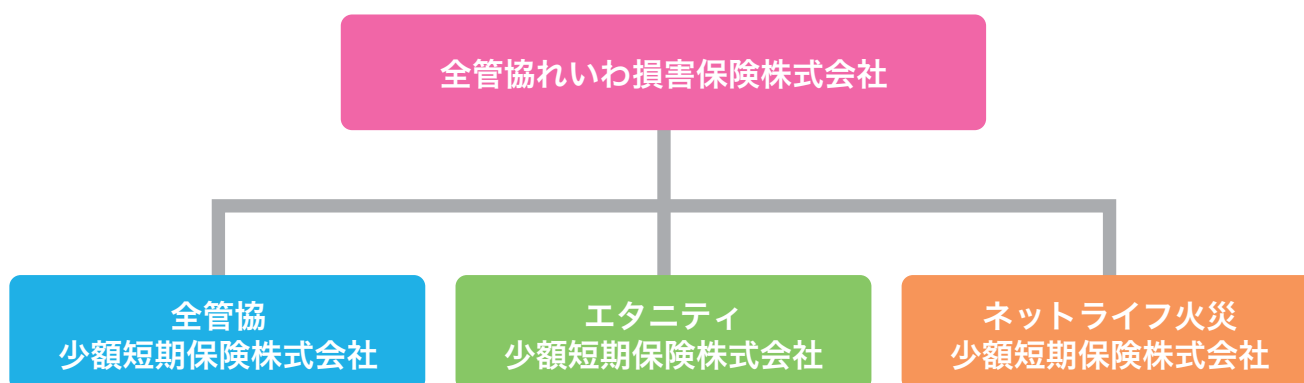 全管協れいわ損害保険株式会社
全管協
少額短期保険株式会社
エタニティ
少額短期保険株式会社
ネットライフ火災
少額短期保険株式会社